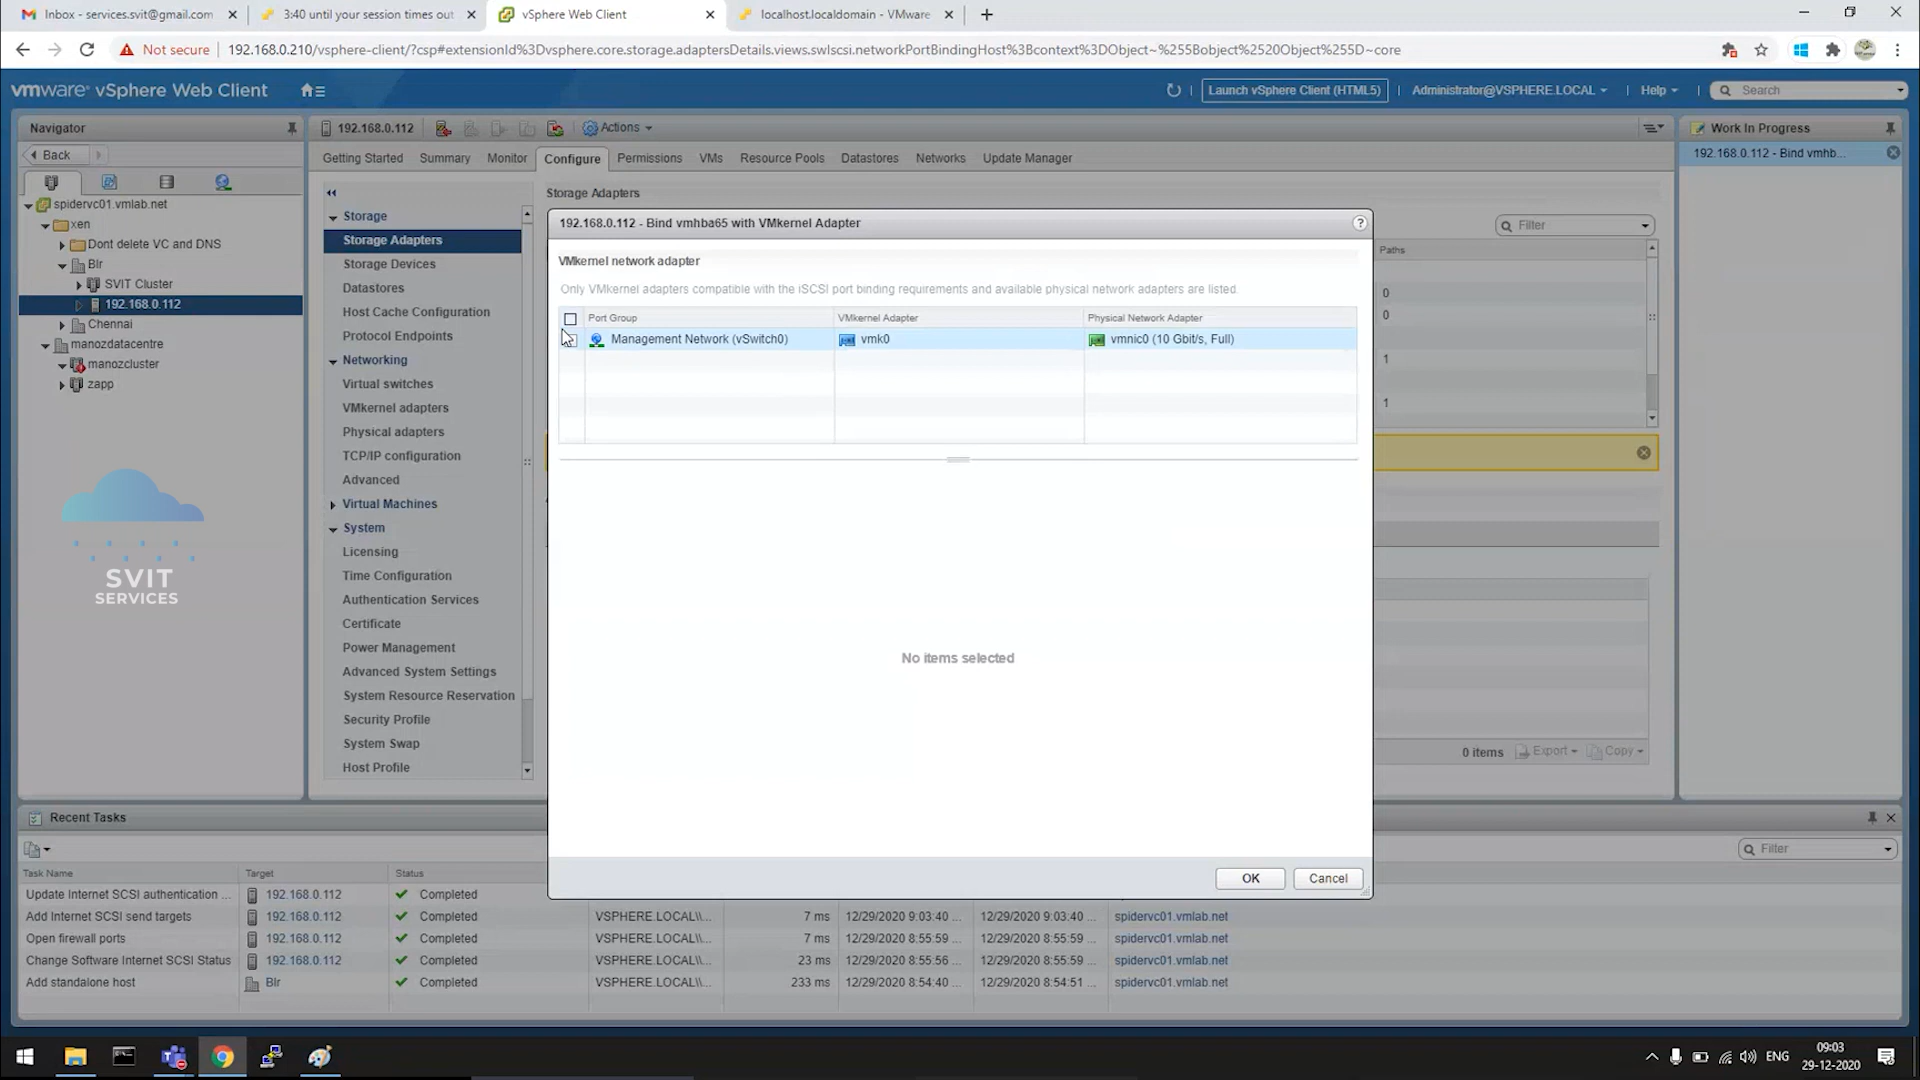 Inbox - services.svit@gmail.com
3:40 until your session times out
vSphere Web Client
localhost.localdomain - VMware
Not secure
192.168.0.210/vsphere-client/?csp#extensionId%3Dvsphere.core.storage.adaptersDetails.views.swIscsi.networkPortBindingHost%3Bcontext%3DObject~%255Bobject%2520Object%255D~core
vmware® vSphere Web Client
Launch vSphere Client (HTML5)
Administrator@VSPHERE.LOCAL
Help
Search
Navigator
Back
spidervc01.vmlab.net
xen
Dont delete VC and DNS
Blr
SVIT Cluster
192.168.0.112
Chennai
manozdatacentre
manozcluster
zapp
SVIT
SERVICES
192.168.0.112
Actions
Getting Started
Summary
Monitor
Configure
Permissions
VMs
Resource Pools
Datastores
Networks
Update Manager
Storage
Storage Adapters
Storage Devices
Datastores
Host Cache Configuration
Protocol Endpoints
Networking
Virtual switches
VMkernel adapters
Physical adapters
TCP/IP configuration
Advanced
Virtual Machines
System
Licensing
Time Configuration
Authentication Services
Certificate
Power Management
Advanced System Settings
System Resource Reservation
Security Profile
System Swap
Host Profile
Storage Adapters
Filter
Paths
0
0
1
1
0 items
Export
Copy
192.168.0.112 - Bind vmhba65 with VMkernel Adapter
?
VMkernel network adapter
Only VMkernel adapters compatible with the iSCSI port binding requirements and available physical network adapters are listed.
Port Group VMkernel Adapter Physical Network Adapter
Management Network (vSwitch0) vmk0 vmnic0 (10 Gbit/s, Full)
No items selected
OK
Cancel
Work In Progress
192.168.0.112 - Bind vmhb...
Recent Tasks
Filter
Task Name Target Status
Update Internet SCSI authentication ... 192.168.0.112 Completed
Add Internet SCSI send targets 192.168.0.112 Completed VSPHERE.LOCAL\\... 7 ms 12/29/2020 9:03:40 ... 12/29/2020 9:03:40 ... spidervc01.vmlab.net
Open firewall ports 192.168.0.112 Completed VSPHERE.LOCAL\\... 7 ms 12/29/2020 8:55:59 ... 12/29/2020 8:55:59 ... spidervc01.vmlab.net
Change Software Internet SCSI Status 192.168.0.112 Completed VSPHERE.LOCAL\\... 23 ms 12/29/2020 8:55:56 ... 12/29/2020 8:55:59 ... spidervc01.vmlab.net
Add standalone host Blr Completed VSPHERE.LOCAL\\... 233 ms 12/29/2020 8:54:40 ... 12/29/2020 8:54:51 ... spidervc01.vmlab.net
ENG
09:03
29-12-2020